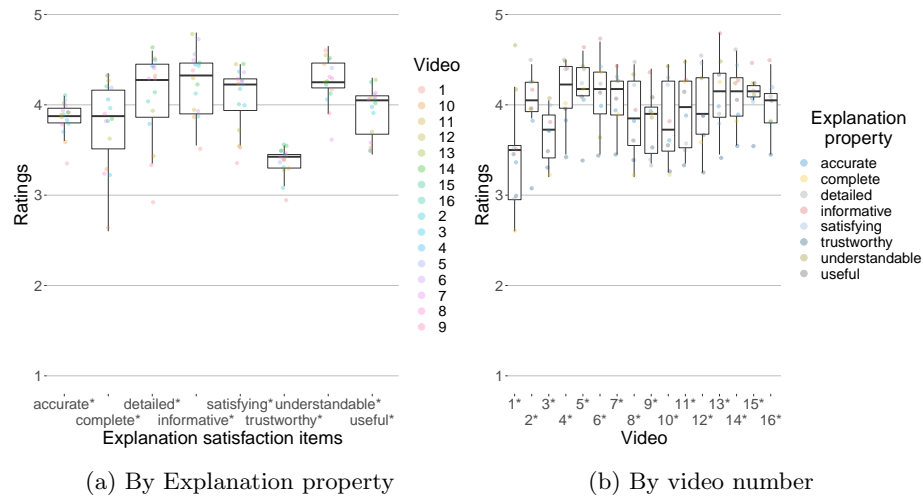 5
4
3
2
1
Ratings
accurate* detailed* satisfying* understandable*
complete* informative* trustworthy* useful*
Explanation satisfaction items
Video
1
10
11
12
13
14
15
16
2
3
4
5
6
7
8
9
(a) By Explanation property
5
4
3
2
1
Ratings
1* 3* 5* 7* 9* 11* 13* 15*
2* 4* 6* 8* 10* 12* 14* 16*
Video
Explanation
property
accurate
complete
detailed
informative
satisfying
trustworthy
understandable
useful
(b) By video number